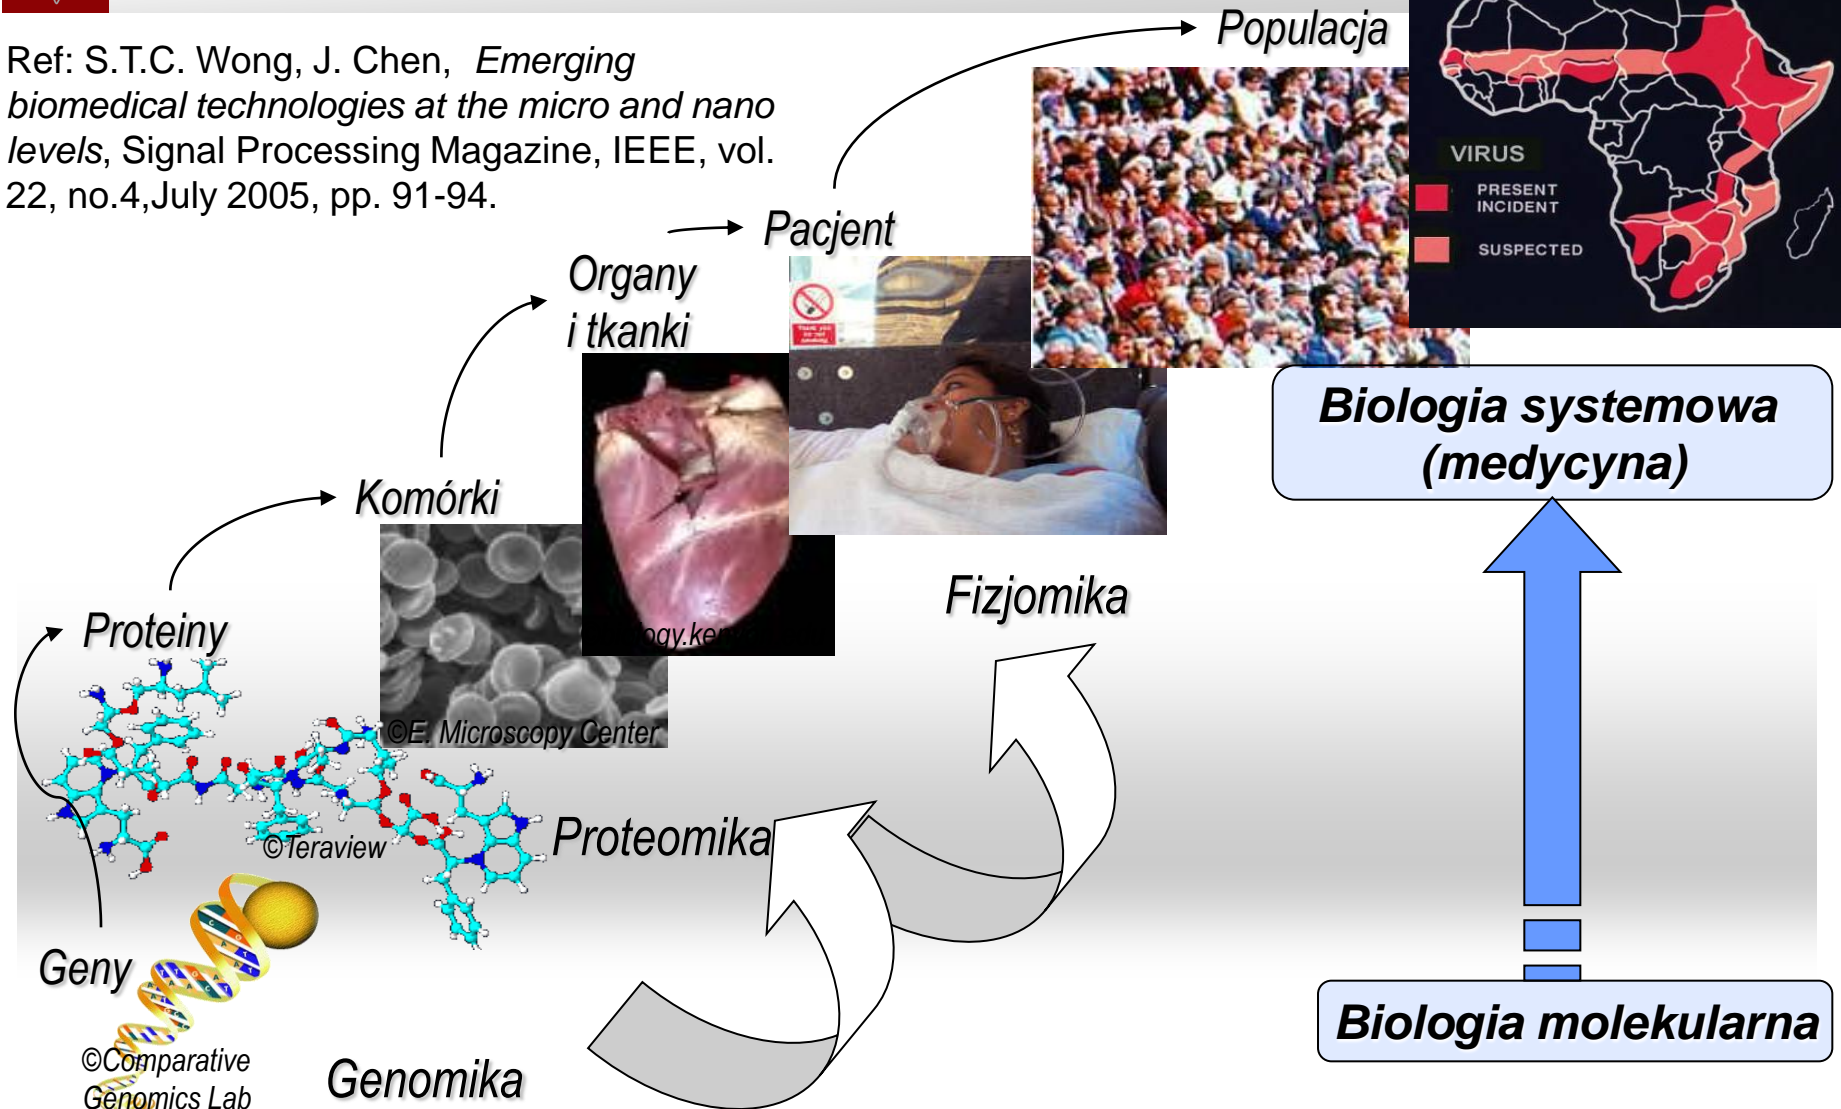 Ref: S.T.C. Wong, J. Chen, Emerging
biomedical technologies at the micro and nano
levels, Signal Processing Magazine, IEEE, vol.
22, no.4,July 2005, pp. 91-94.
Populacja
VIRUS
PRESENT
INCIDENT
SUSPECTED
Pacjent
Organy
i tkanki
Biologia systemowa
(medycyna)
Komórki
Fizjomika
Proteiny
©E. Microscopy Center
Proteomika
©Teraview
Geny
Biologia molekularna
©Comparative
Genomics Lab
Genomika